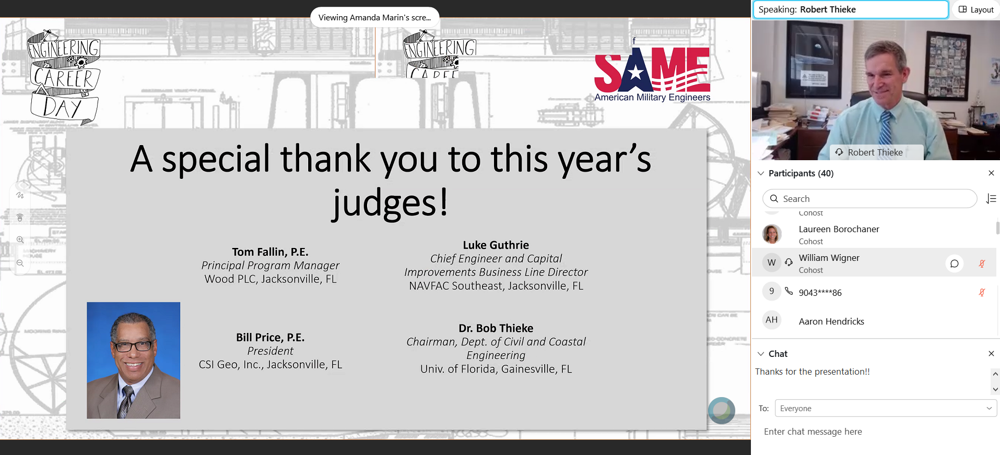 Viewing Amanda Marin's scre...
ENGINEERING
CAREER
DAY
ENGINEERING
f
SAME
American Military Engineers
A special thank you to this year’s
judges!
Tom Fallin, P.E.
Principal Program Manager
Wood PLC, Jacksonville, FL
Luke Guthrie
Chief Engineer and Capital
Improvements Business Line Director
NAVFAC Southeast, Jacksonville, FL
Bill Price, P.E.
President
CSI Geo, Inc., Jacksonville, FL
Dr. Bob Thieke
Chairman, Dept. of Civil and Coastal
Engineering
Univ. of Florida, Gainesville, FL
Speaking: Robert Thieke
Layout
Robert Thieke
Participants (40)
Search
Cohost
Laureen Borochaner
Cohost
W
William Wigner
Cohost
9
9043****86
AH
Aaron Hendricks
Chat
Thanks for the presentation!!
To:
Everyone
Enter chat message here